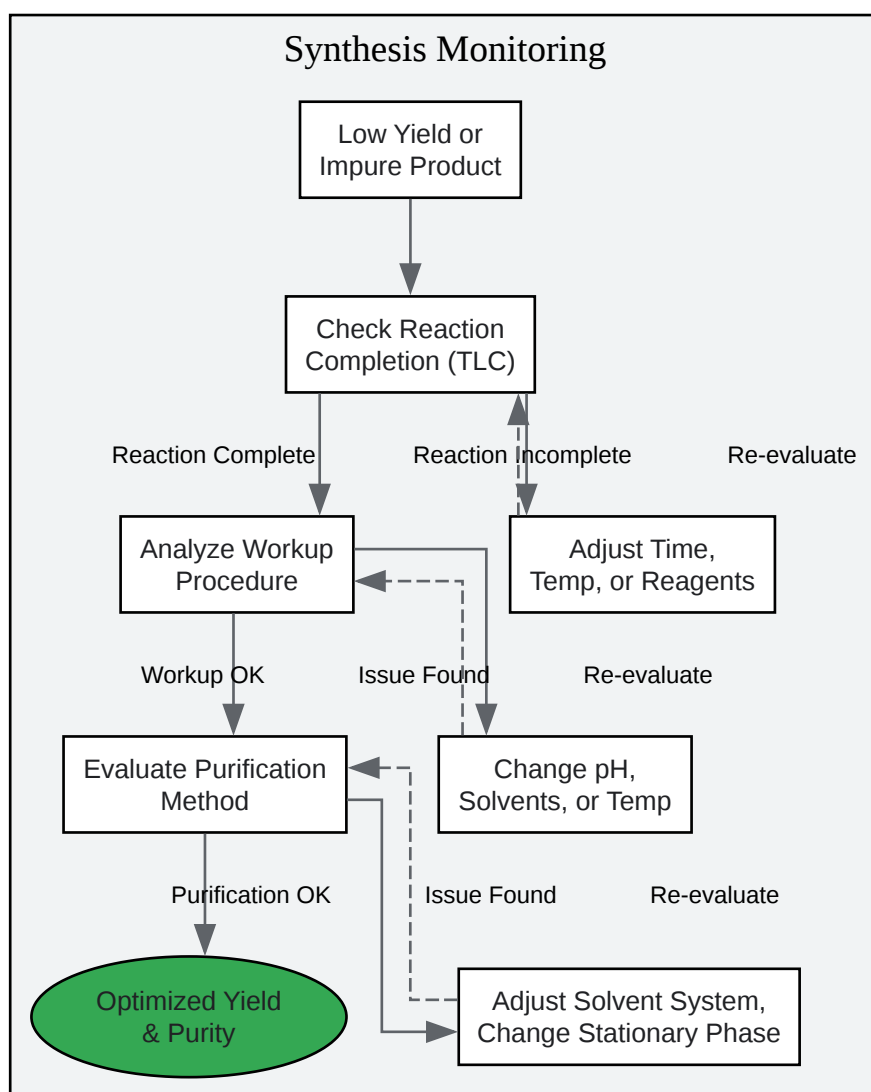 Synthesis Monitoring
Low Yield or
Impure Product
Check Reaction
Completion (TLC)
Reaction Complete
Reaction Incomplete
Re-evaluate
Analyze Workup
Procedure
Adjust Time,
Temp, or Reagents
Workup OK
Issue Found
Re-evaluate
Evaluate Purification
Method
Change pH,
Solvents, or Temp
Purification OK
Issue Found
Re-evaluate
Optimized Yield
& Purity
Adjust Solvent System,
Change Stationary Phase